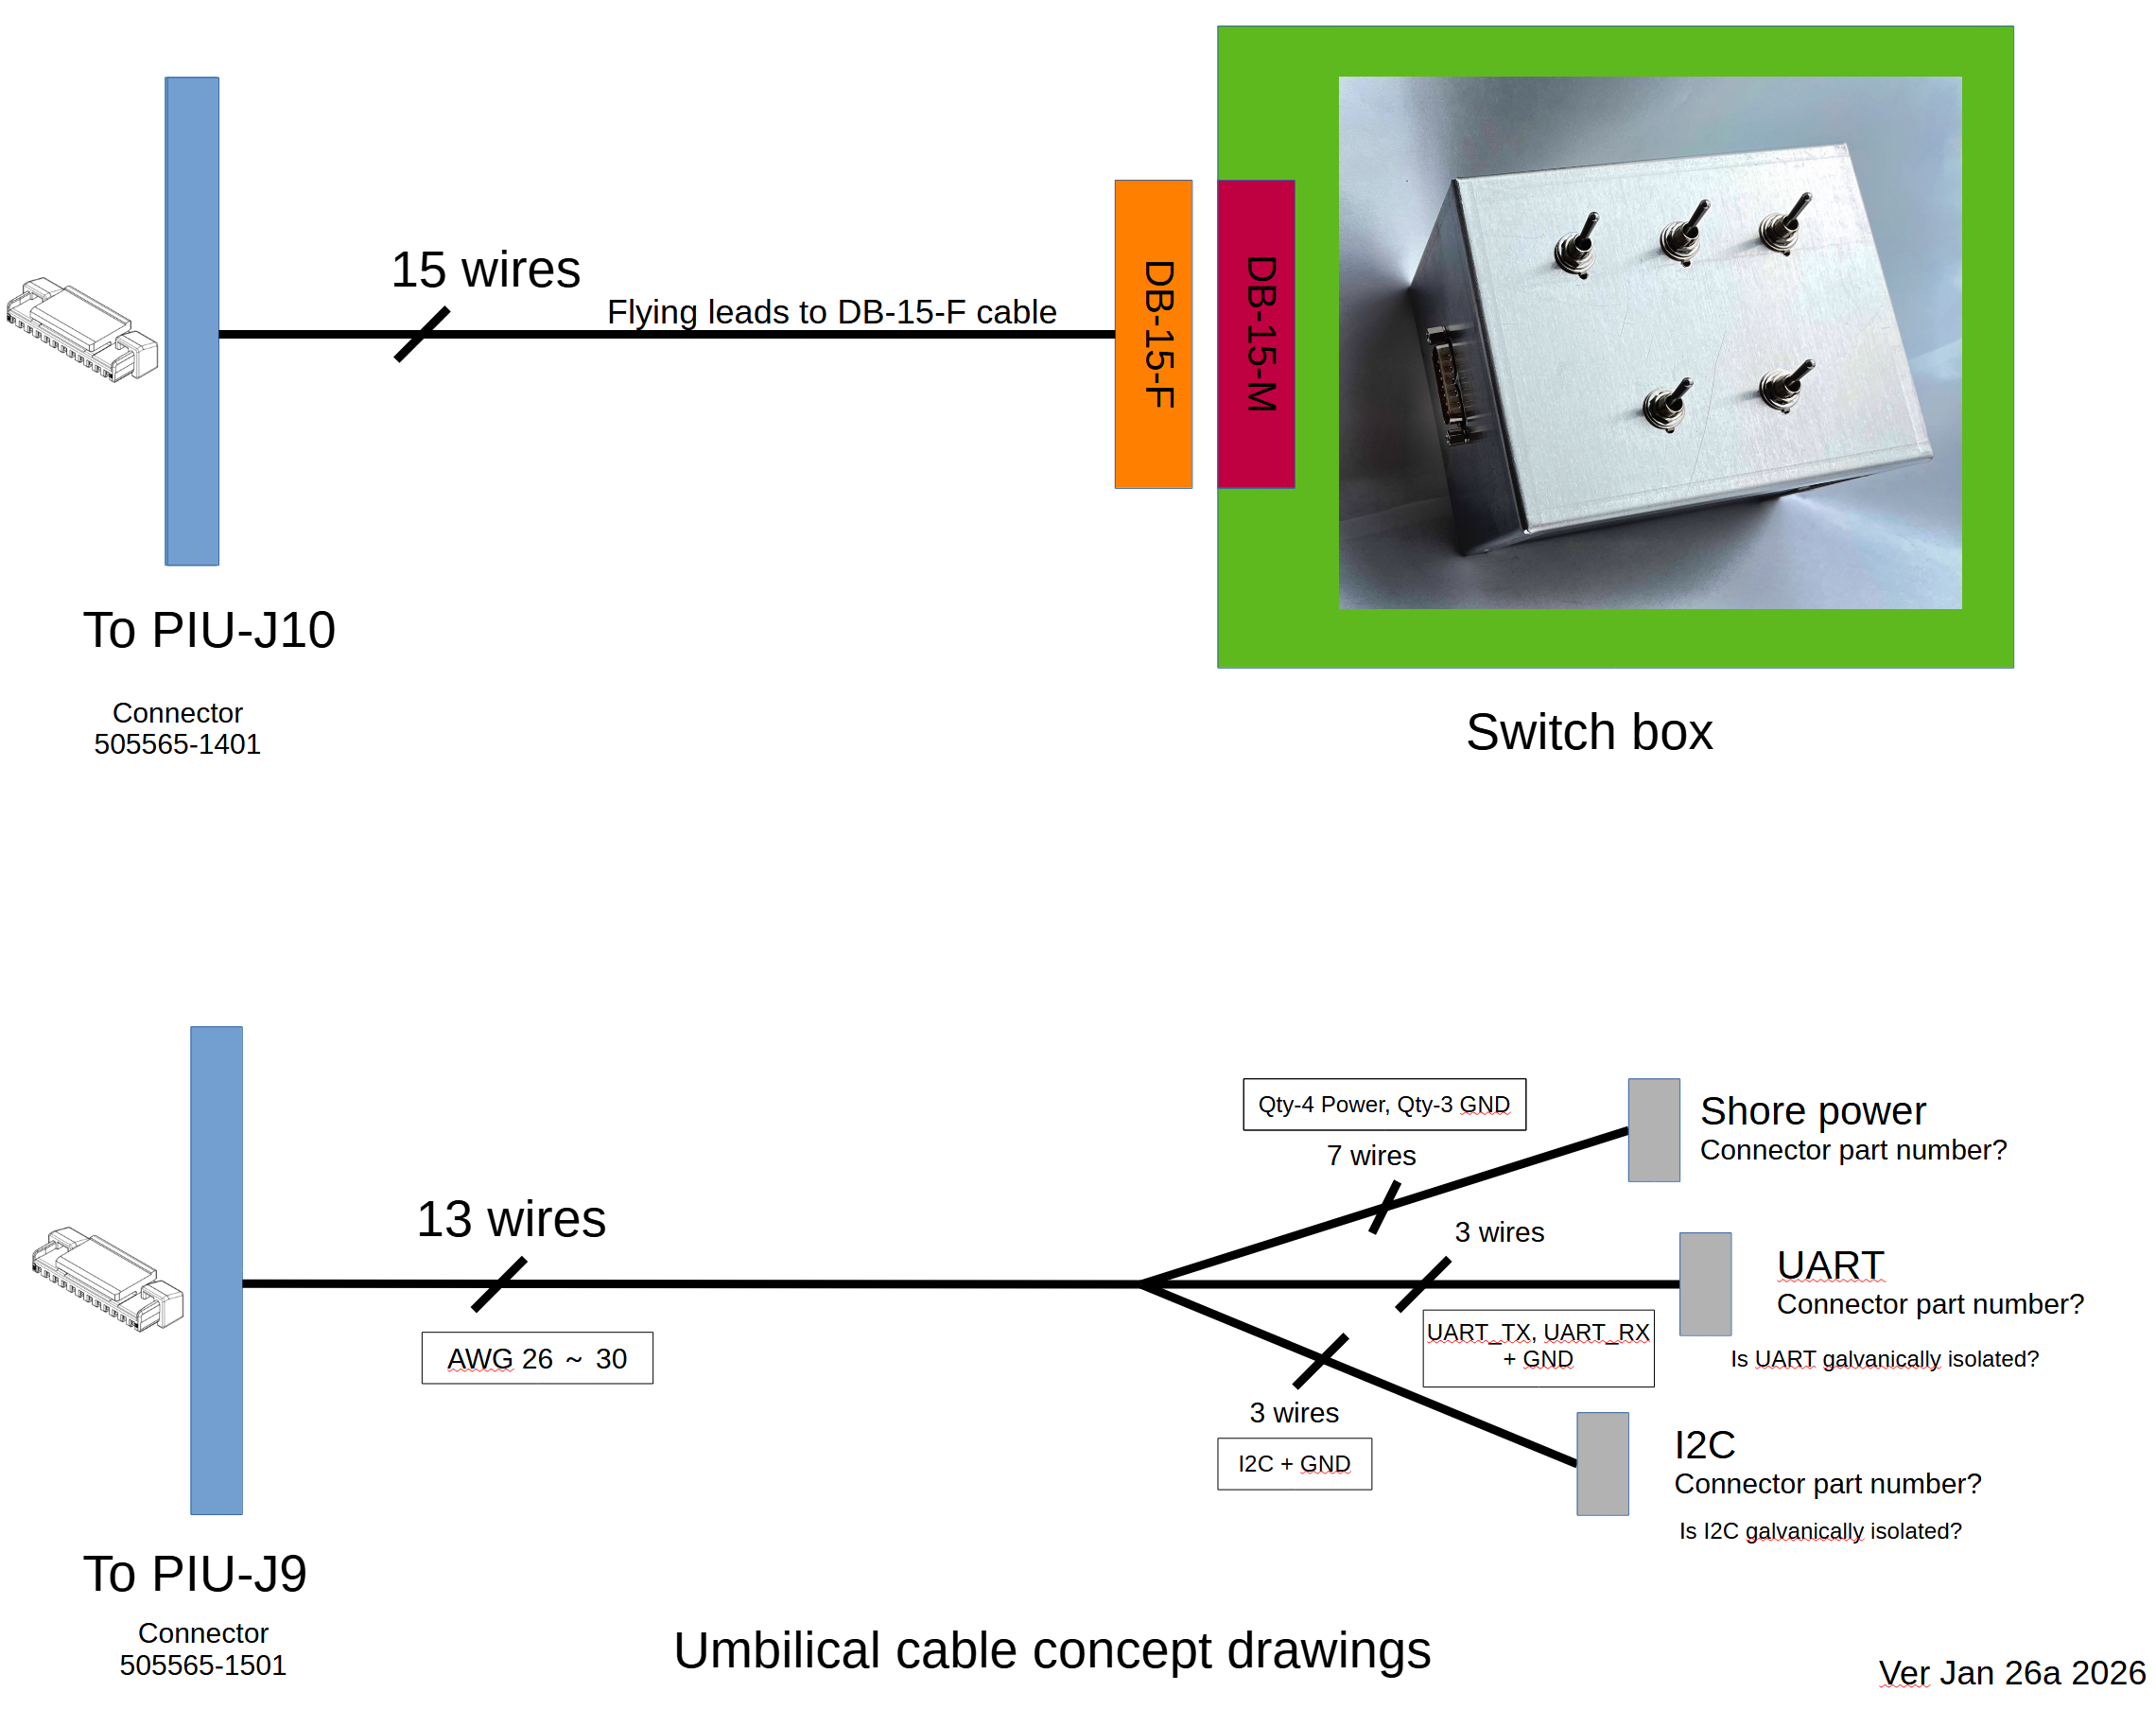 15 wires
Flying leads to DB-15-F cable
DB-15-F
DB-15-M
To PIU-J10
Connector
505565-1401
Switch box
Qty-4 Power, Qty-3 GND
7 wires
Shore power
Connector part number?
13 wires
AWG 26 ~ 30
3 wires
UART
Connector part number?
UART_TX, UART_RX
+ GND
Is UART galvanically isolated?
3 wires
I2C + GND
I2C
Connector part number?
Is I2C galvanically isolated?
To PIU-J9
Connector
505565-1501
Umbilical cable concept drawings
Ver Jan 26a 2026